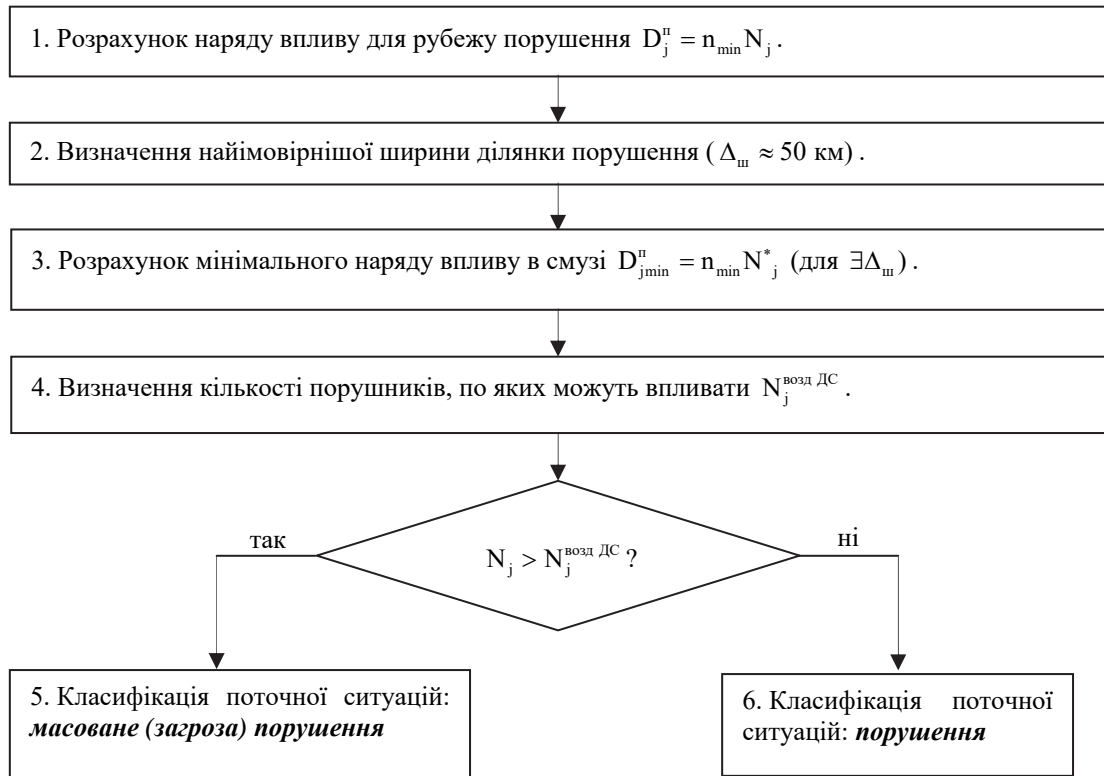 1. Розрахунок наряду впливу для рубежу порушення D_j^п = n_min N_j .
2. Визначення найімовірнішої ширини ділянки порушення ( Δ_ш ≈ 50 км) .
3. Розрахунок мінімального наряду впливу в смузі D_jmin^п = n_min N*_j (для ∃Δ_ш) .
4. Визначення кількості порушників, по яких можуть впливати N_j^возд ДС .
так
ні
N_j > N_j^возд ДС ?
5. Класифікація поточної ситуацій:
масоване (загроза) порушення
6. Класифікація поточної
ситуацій: порушення